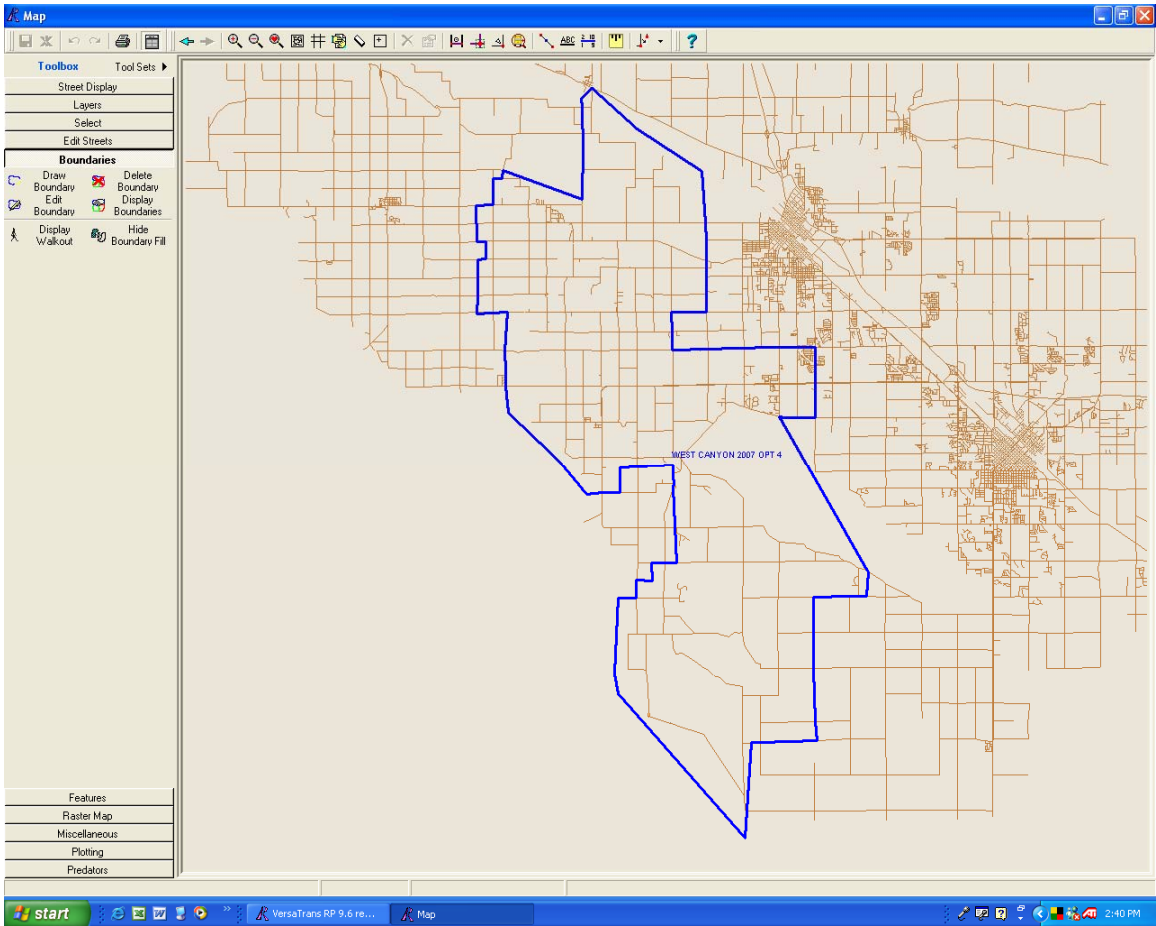 Map
Toolbox
Tool Sets
Street Display
Layers
Select
Edit Streets
Boundaries
Draw Boundary
Delete Boundary
Edit Boundary
Display Boundaries
Display Walkout
Hide Boundary Fill
ABC
WEST CANYON 2007 OPT 4
Features
Raster Map
Miscellaneous
Plotting
Predators
start
VersaTrans RP 9.6 re...
Map
2:40 PM